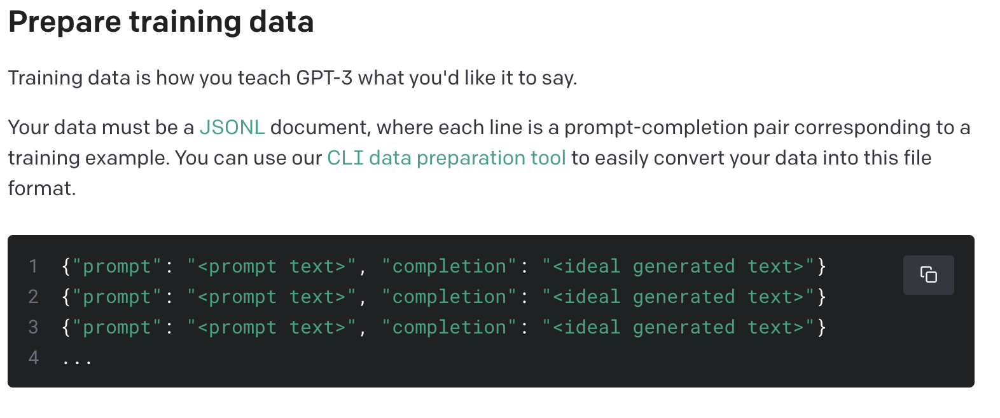 Prepare training data
Training data is how you teach GPT-3 what you'd like it to say.
Your data must be a JSONL document, where each line is a prompt-completion pair corresponding to a
training example. You can use our CLI data preparation tool to easily convert your data into this file
format.
1 {"prompt": "<prompt text>", "completion": "<ideal generated text>"}
2 {"prompt": "<prompt text>", "completion": "<ideal generated text>"}
3 {"prompt": "<prompt text>", "completion": "<ideal generated text>"}
4 ...